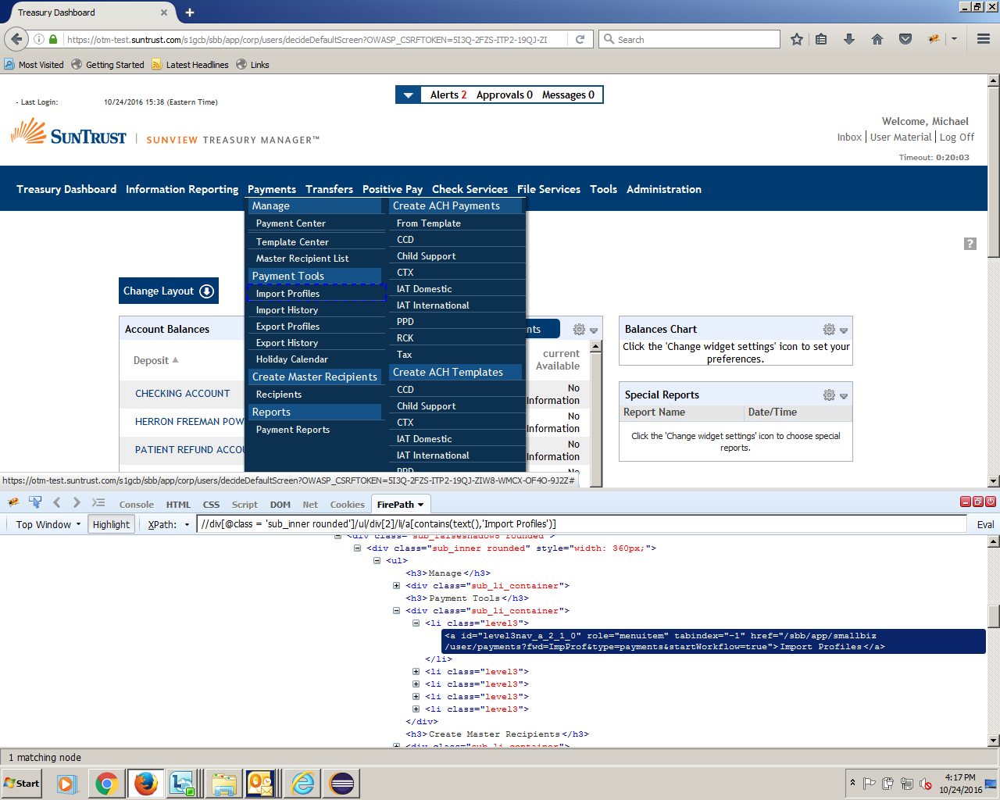 Treasury Dashboard
https://otm-test.suntrust.com/s1gcb/sbb/app/corp/users/decideDefaultScreen?OWASP_CSRFTOKEN=5I3Q-2FZS-ITP2-19QJ-ZI
Search
Most Visited Getting Started Latest Headlines Links
- Last Login: 10/24/2016 15:38 (Eastern Time)
Alerts 2 Approvals 0 Messages 0
Welcome, Michael
SUNTRUST | SUNVIEW TREASURY MANAGER™
Inbox | User Material | Log Off
Timeout: 0:20:03
Treasury Dashboard Information Reporting Payments Transfers Positive Pay Check Services File Services Tools Administration
Manage
Payment Center
Template Center
Master Recipient List
Payment Tools
Import Profiles
Import History
Export Profiles
Export History
Holiday Calendar
Create Master Recipients
Recipients
Reports
Payment Reports
Create ACH Payments
From Template
CCD
Child Support
CTX
IAT Domestic
IAT International
PPD
RCK
Tax
Create ACH Templates
CCD
Child Support
CTX
IAT Domestic
IAT International
PPD
?
Change Layout
Account Balances
nts
Deposit
current
Available
CHECKING ACCOUNT
No
Information
HERRON FREEMAN POW
No
Information
PATIENT REFUND ACCOU
No
Information
No
Balances Chart
Click the 'Change widget settings' icon to set your
preferences.
Special Reports
Report Name Date/Time
Click the 'Change widget settings' icon to choose special
reports.
https://otm-test.suntrust.com/s1gcb/sbb/app/corp/users/decideDefaultScreen?OWASP_CSRFTOKEN=5I3Q-2FZS-ITP2-19QJ-ZIW8-WMCX-OF4O-9J2Z#
Console HTML CSS Script DOM Net Cookies FirePath
Top Window Highlight XPath: //div[@class = 'sub_inner rounded']/ul/div[2]/li/a[contains(text(),'Import Profiles')] Eval
<div class="sub_raiseshadow5 rounded">
<div class="sub_inner rounded" style="width: 360px;">
<ul>
<h3>Manage</h3>
<div class="sub_li_container">
<h3>Payment Tools</h3>
<div class="sub_li_container">
<li class="level3">
<a id="level3nav_a_2_1_0" role="menuitem" tabindex="-1" href="/sbb/app/smallbiz
/user/payments?fwd=ImpProf&type=payments&startWorkflow=true">Import Profiles</a>
</li>
<li class="level3">
<li class="level3">
<li class="level3">
<li class="level3">
</div>
<h3>Create Master Recipients</h3>
<div class="sub_li_container">
1 matching node
Start
4:17 PM
10/24/2016